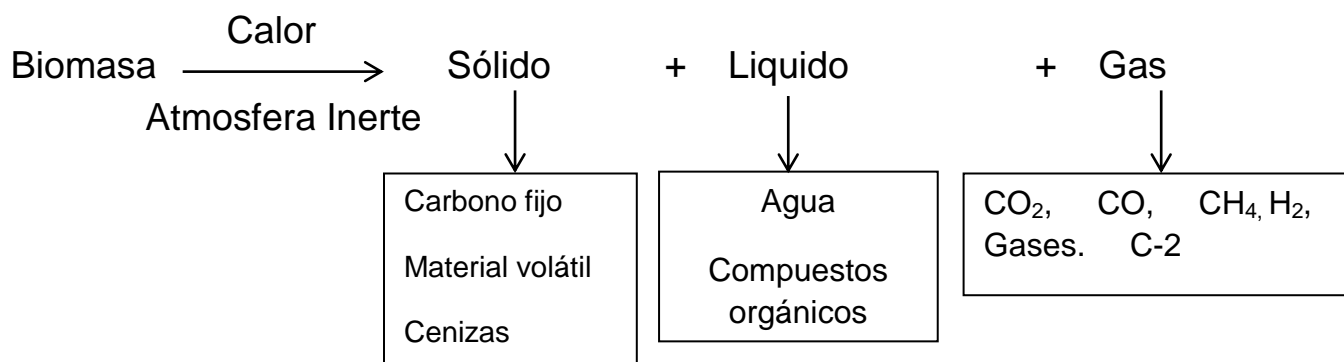 Calor
Biomasa Sólido + Liquido + Gas
Atmosfera Inerte
Carbono fijo
Material volátil
Cenizas
Agua
Compuestos
orgánicos
CO₂, CO, CH₄, H₂,
Gases. C-2